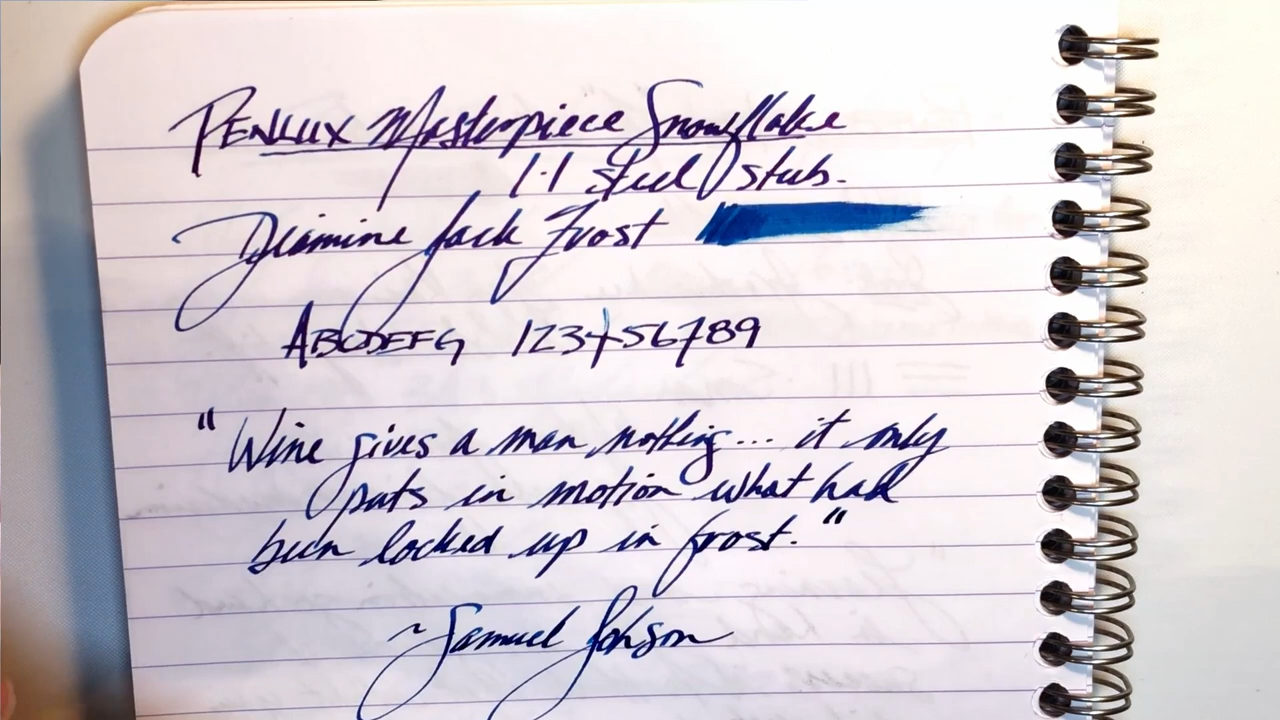 PENLUX Masterpiece Snowflake
1.1 steel stub.
Diamine Jack Frost
ABCDEFG 123456789
"Wine gives a man nothing... it only
puts in motion what had
been locked up in frost."
~Samuel Johson